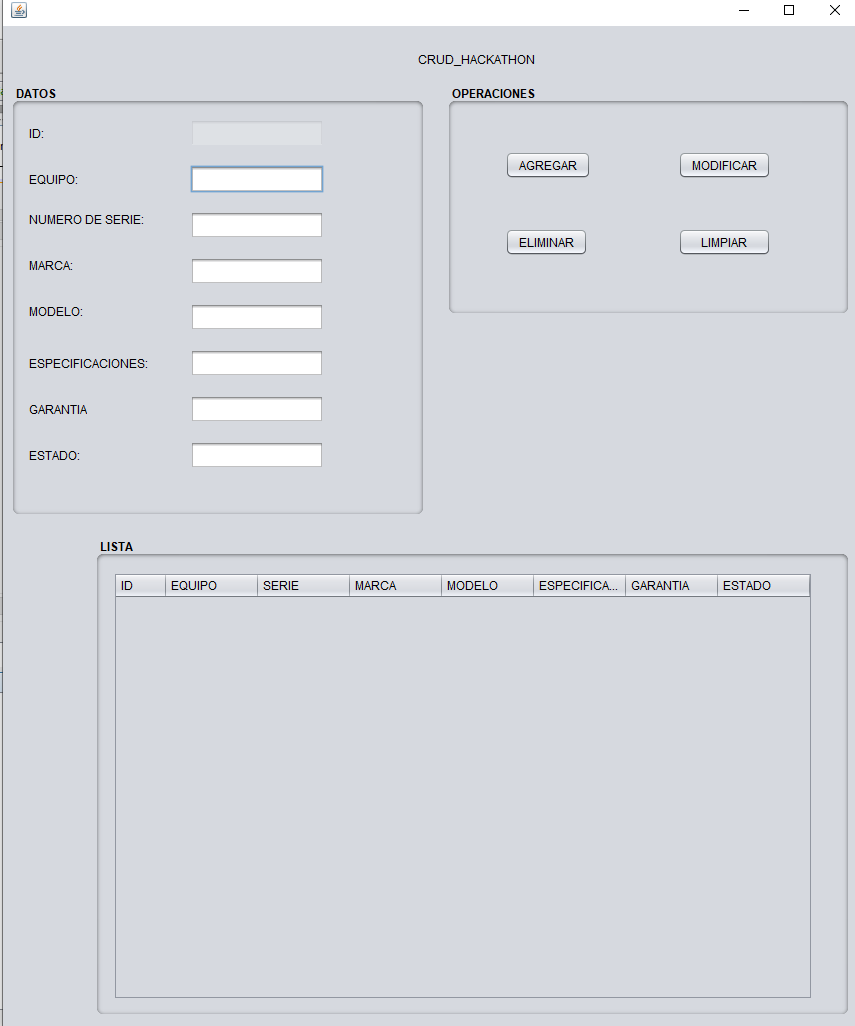 CRUD_HACKATHON
DATOS
ID:
EQUIPO:
NUMERO DE SERIE:
MARCA:
MODELO:
ESPECIFICACIONES:
GARANTIA
ESTADO:
OPERACIONES
AGREGAR MODIFICAR
ELIMINAR LIMPIAR
LISTA
ID EQUIPO SERIE MARCA MODELO ESPECIFICA... GARANTIA ESTADO